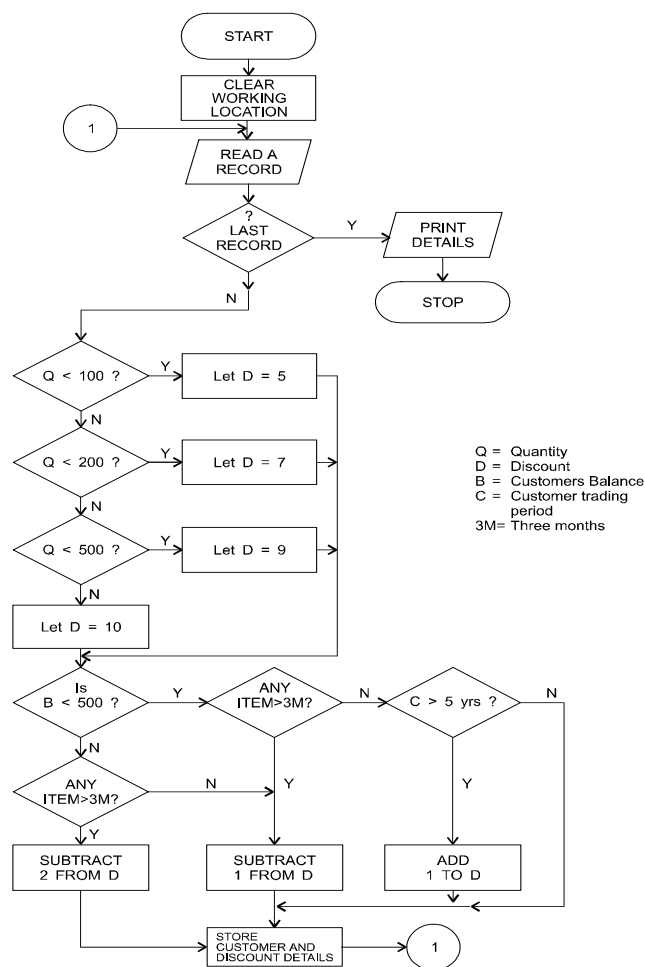 START
CLEAR
WORKING
LOCATION
1
READ A
RECORD
?
LAST
RECORD
Y
PRINT
DETAILS
STOP
N
Q < 100 ?
Y
Let D = 5
N
Q < 200 ?
Y
Let D = 7
N
Q < 500 ?
Y
Let D = 9
N
Let D = 10
Q = Quantity
D = Discount
B = Customers Balance
C = Customer trading
period
3M= Three months
Is
B < 500 ?
Y
ANY
ITEM>3M?
N
C > 5 yrs ?
N
N
ANY
ITEM>3M?
N
Y
Y
Y
SUBTRACT
2 FROM D
SUBTRACT
1 FROM D
ADD
1 TO D
STORE
CUSTOMER AND
DISCOUNT DETAILS
1